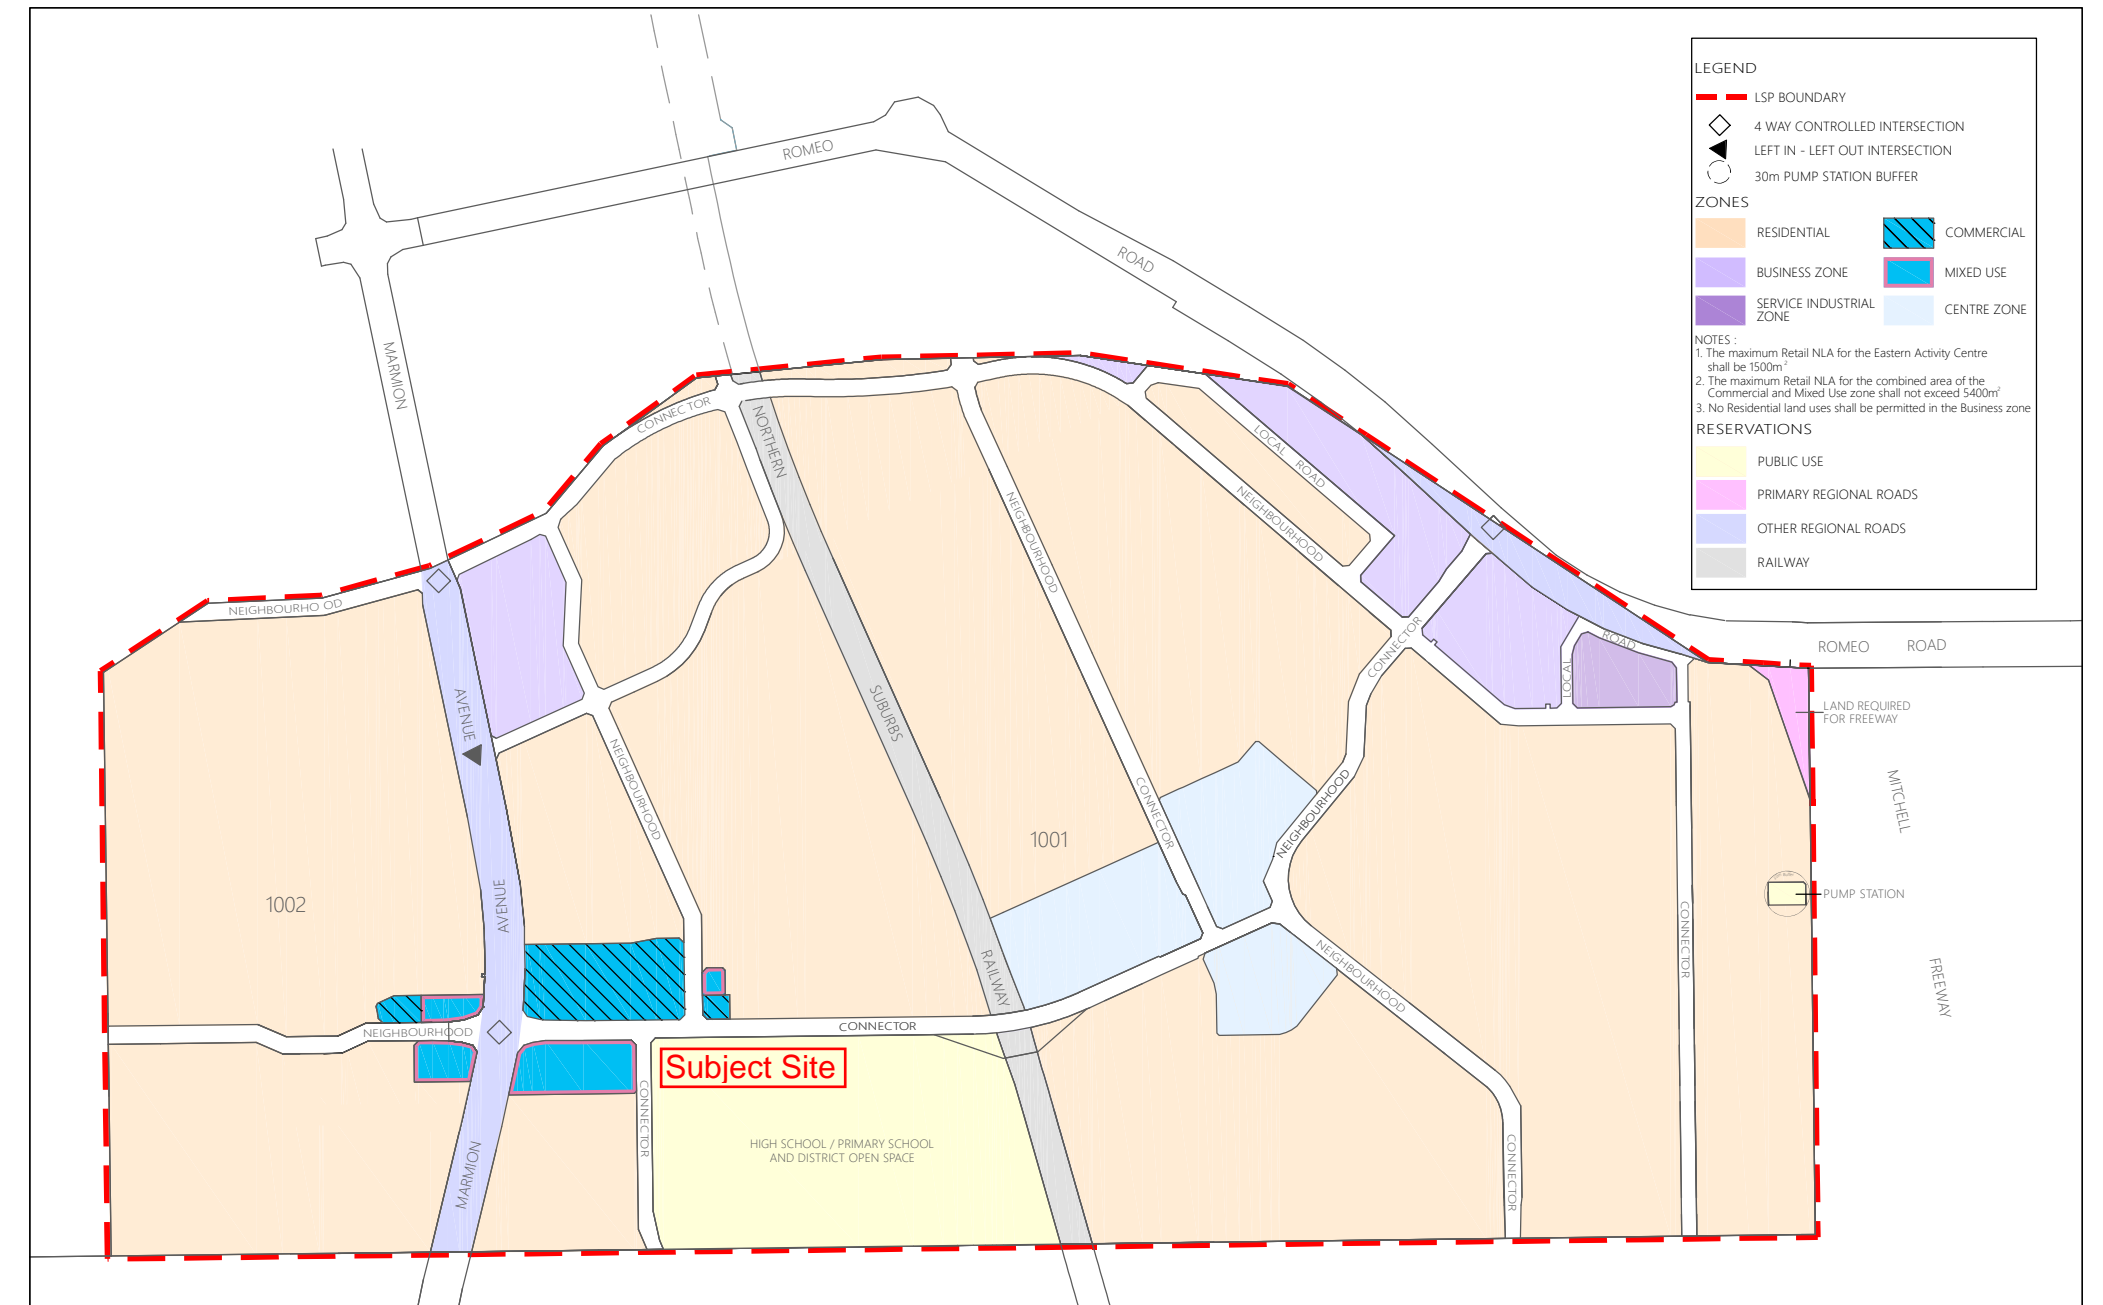 LEGEND
LSP BOUNDARY
4 WAY CONTROLLED INTERSECTION
LEFT IN - LEFT OUT INTERSECTION
30m PUMP STATION BUFFER
ZONES
RESIDENTIAL
COMMERCIAL
BUSINESS ZONE
MIXED USE
SERVICE INDUSTRIAL
ZONE
CENTRE ZONE
NOTES :
1. The maximum Retail NLA for the Eastern Activity Centre
shall be 1500m²
2. The maximum Retail NLA for the combined area of the
Commercial and Mixed Use zone shall not exceed 5400m²
3. No Residential land uses shall be permitted in the Business zone
RESERVATIONS
PUBLIC USE
PRIMARY REGIONAL ROADS
OTHER REGIONAL ROADS
RAILWAY
ROMEO
ROAD
MARMION
CONNECTOR
NORTHERN
LOCAL ROAD
NEIGHBOURHOOD
NEIGHBOURHOOD
NEIGHBOURHO OD
CONNECTOR
ROAD
LOCAL
ROMEO ROAD
AVENUE
SUBURBS
NEIGHBOURHOOD
LAND REQUIRED
FOR FREEWAY
MITCHELL
CONNECTOR
NEIGHBOURHOOD
1001
1002
AVENUE
PUMP STATION
CONNECTOR
NEIGHBOURHOOD
RAILWAY
FREEWAY
NEIGHBOURHOOD
CONNECTOR
Subject Site
CONNECTOR
HIGH SCHOOL / PRIMARY SCHOOL
AND DISTRICT OPEN SPACE
MARMION
CONNECTOR